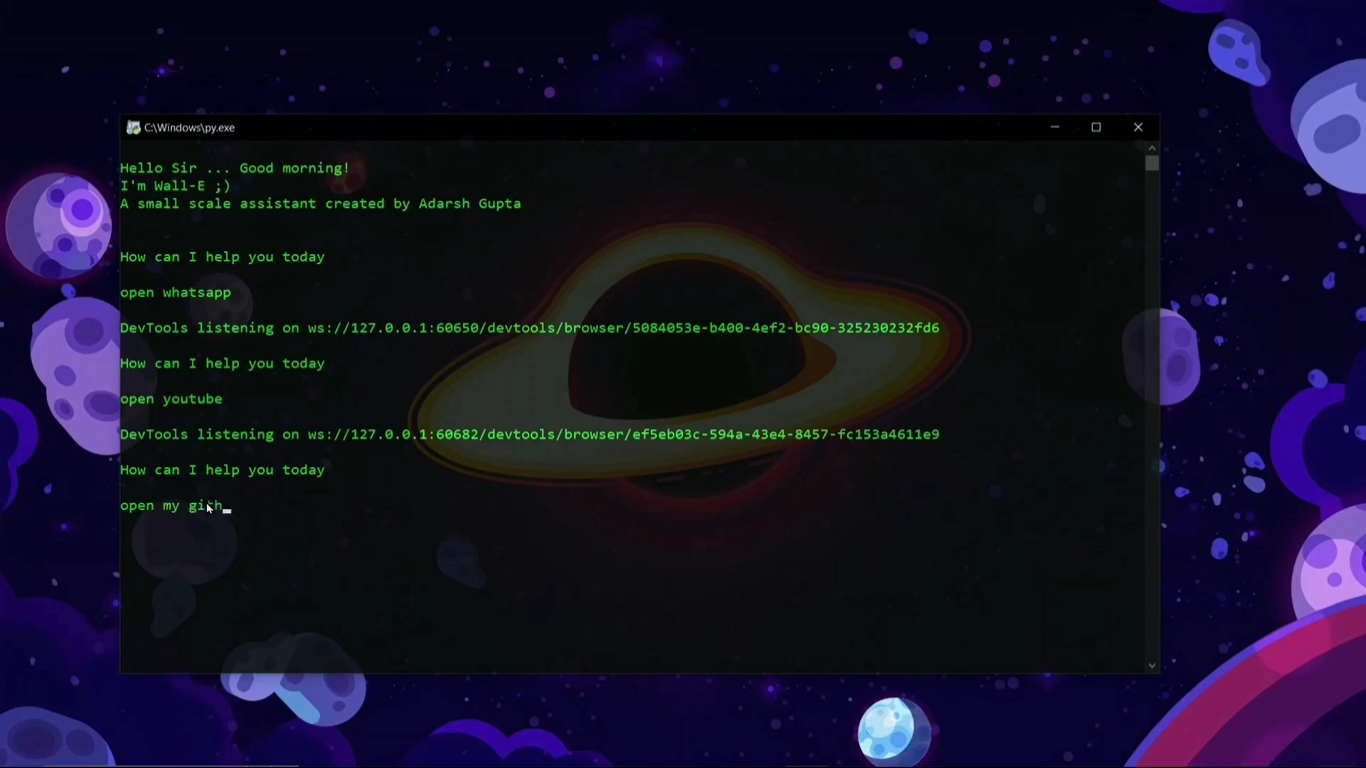 C:\Windows\py.exe
Hello Sir ... Good morning!
I'm Wall-E ;)
A small scale assistant created by Adarsh Gupta
How can I help you today
open whatsapp
DevTools listening on ws://127.0.0.1:60650/devtools/browser/5084053e-b400-4ef2-bc90-325230232fd6
How can I help you today
open youtube
DevTools listening on ws://127.0.0.1:60682/devtools/browser/ef5eb03c-594a-43e4-8457-fc153a4611e9
How can I help you today
open my gith